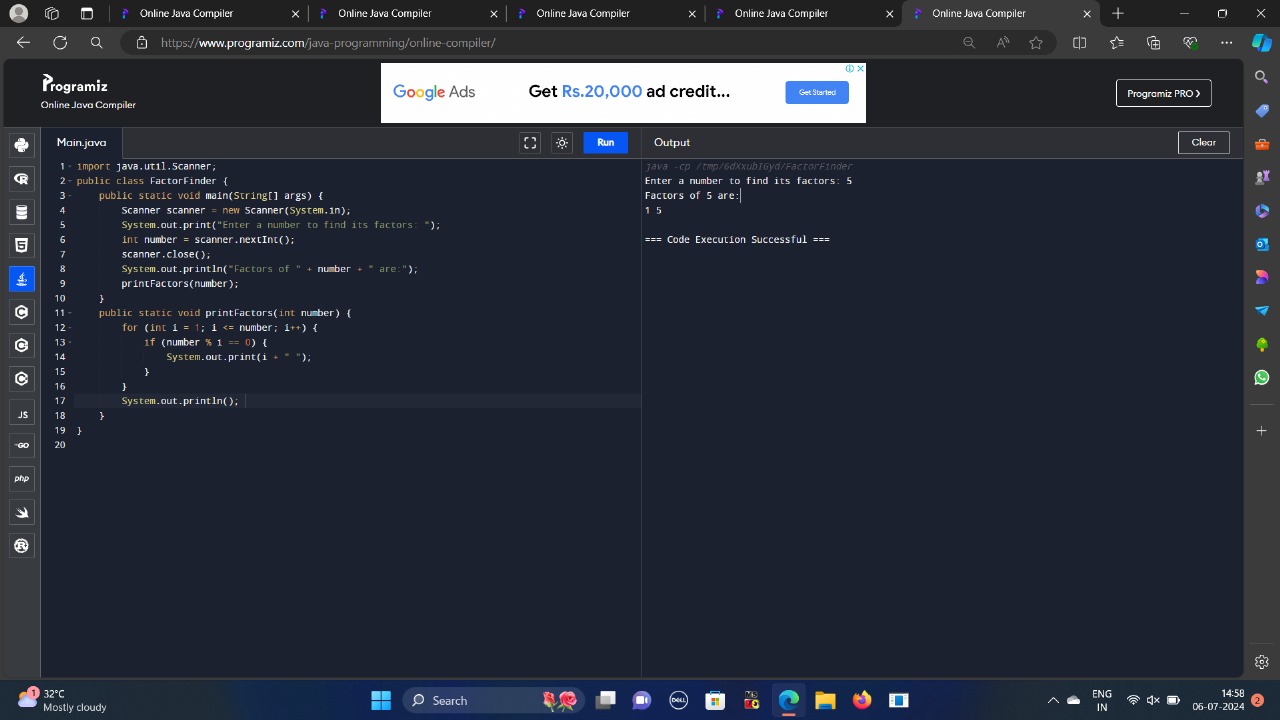 Online Java Compiler
Online Java Compiler
Online Java Compiler
Online Java Compiler
Online Java Compiler
https://www.programiz.com/java-programming/online-compiler/
Programiz
Online Java Compiler
Google Ads
Get Rs.20,000 ad credit...
Get Started
Programiz PRO
Main.java
Run
Output
Clear
1 import java.util.Scanner;
2 public class FactorFinder {
3 public static void main(String[] args) {
4 Scanner scanner = new Scanner(System.in);
5 System.out.print("Enter a number to find its factors: ");
6 int number = scanner.nextInt();
7 scanner.close();
8 System.out.println("Factors of " + number + " are:");
9 printFactors(number);
10 }
11 public static void printFactors(int number) {
12 for (int i = 1; i <= number; i++) {
13 if (number % i == 0) {
14 System.out.print(i + " ");
15 }
16 }
17 System.out.println();
18 }
19 }
20
java -cp /tmp/6dXxubIGyd/FactorFinder
Enter a number to find its factors: 5
Factors of 5 are:
1 5
=== Code Execution Successful ===
JS
GO
php
1
32°C
Mostly cloudy
Search
DELL
ENG
IN
14:58
06-07-2024
2